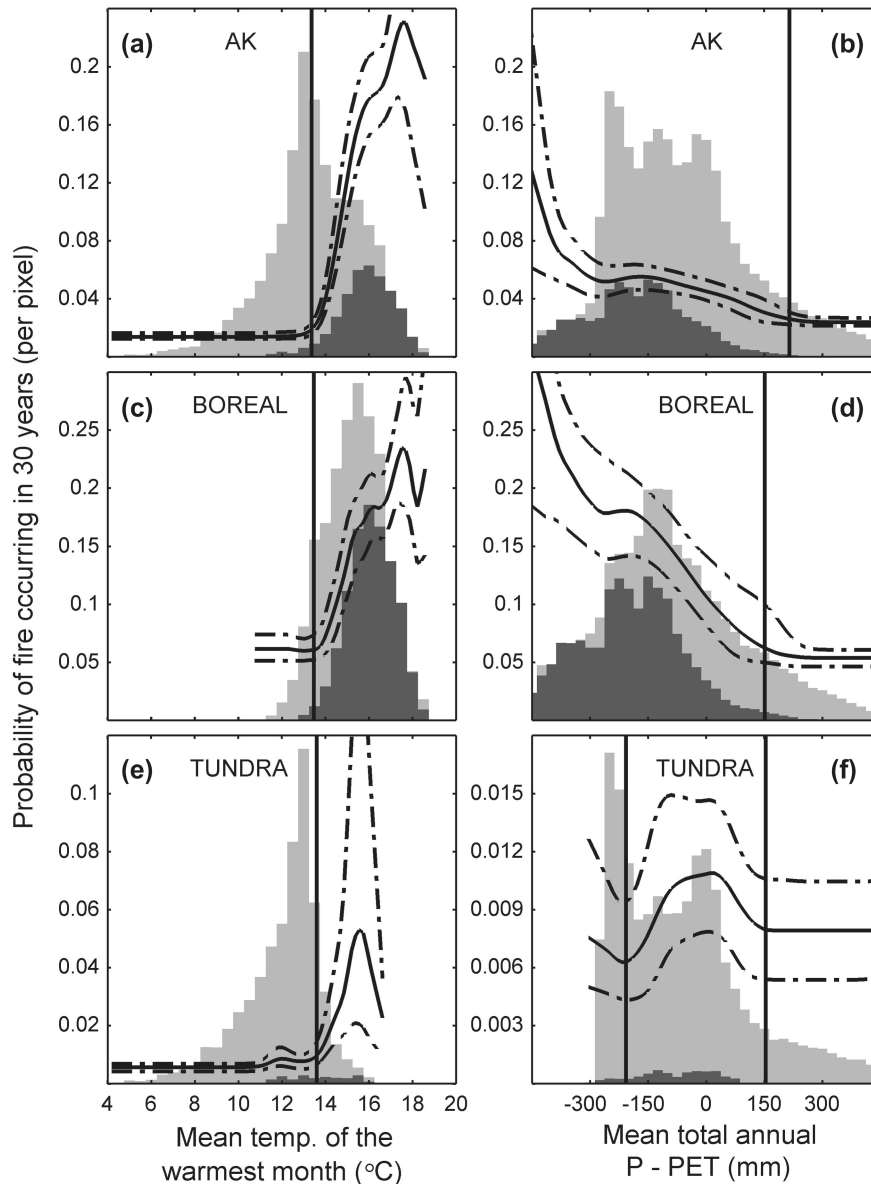 Probability of fire occurring in 30 years (per pixel)
(a) AK
0.2
0.16
0.12
0.08
0.04
AK (b)
0.2
0.16
0.12
0.08
0.04
(c) BOREAL
0.25
0.2
0.15
0.1
0.05
BOREAL (d)
0.25
0.2
0.15
0.1
0.05
(e) TUNDRA
0.1
0.08
0.06
0.04
0.02
4 6 8 10 12 14 16 18 20
Mean temp. of the
warmest month (°C)
TUNDRA (f)
0.015
0.012
0.009
0.006
0.003
-300 -150 0 150 300
Mean total annual
P - PET (mm)